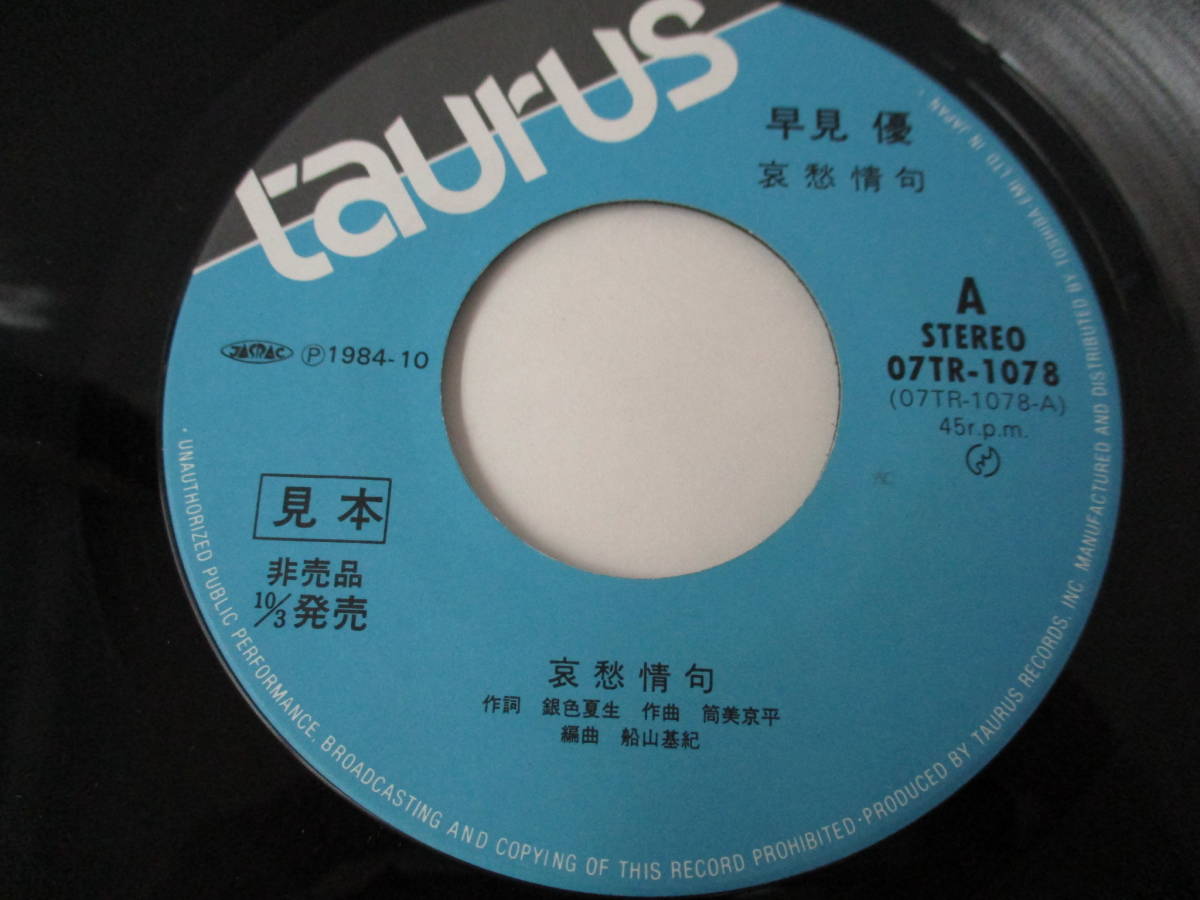 taurus
早見 優
哀愁情句
A
STEREO
07TR-1078
(07TR-1078-A)
45r.p.m.
JASRAC Ⓟ1984-10
見本
非売品
10/3発売
哀愁情句
作詞 銀色夏生 作曲 筒美京平
編曲 船山基紀
· UNAUTHORIZED PUBLIC PERFORMANCE. BROADCASTING AND COPYING OF THIS RECORD PROHIBITED · PRODUCED BY TAURUS RECORDS, INC MANUFACTURED AND DISTRIBUTED BY TOSHIBA EMI LTD IN JAPAN ·